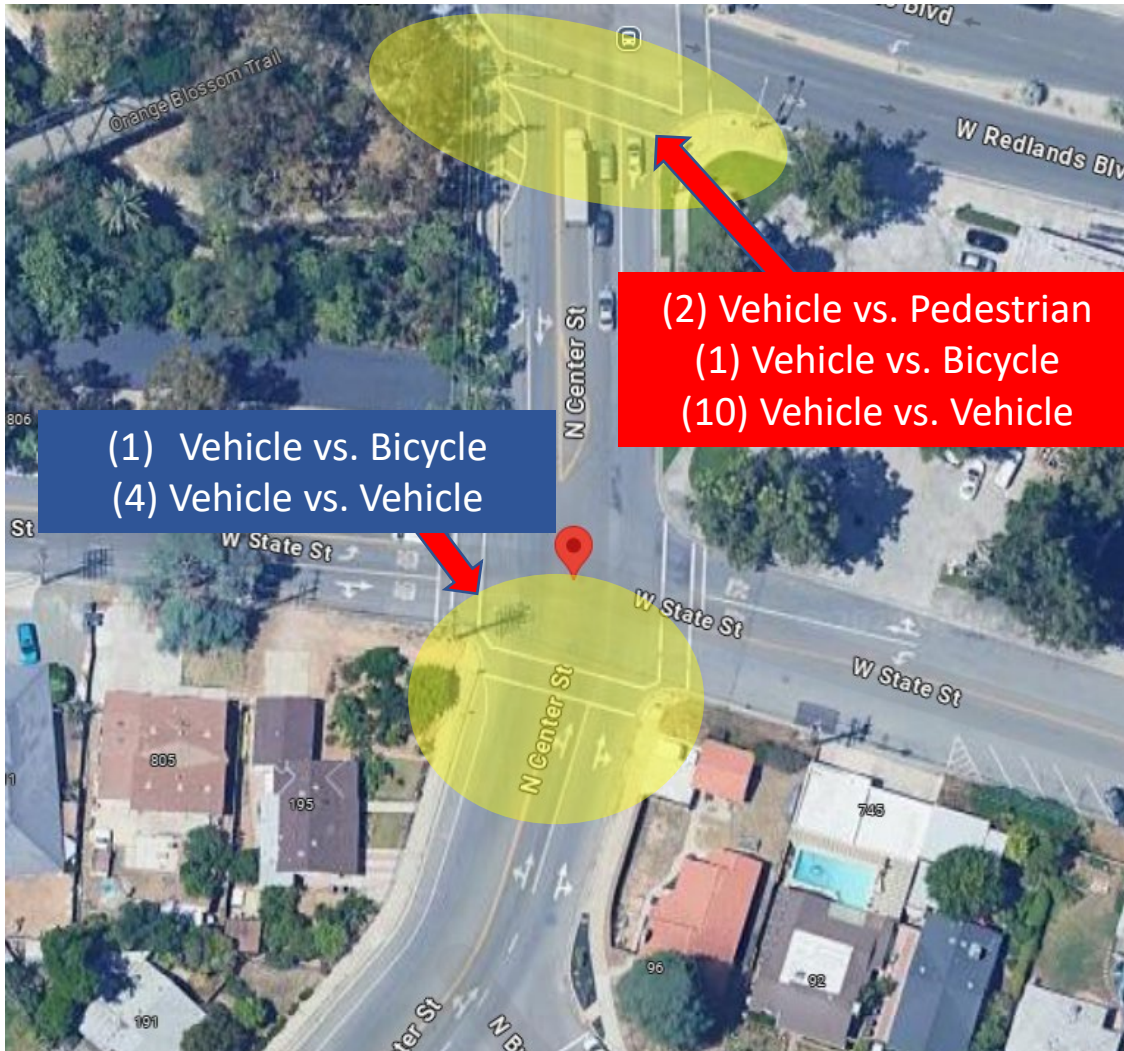 Blvd
Orange Blossom Trail
W Redlands Blv
(2) Vehicle vs. Pedestrian
(1) Vehicle vs. Bicycle
(10) Vehicle vs. Vehicle
N Center St
806
(1) Vehicle vs. Bicycle
(4) Vehicle vs. Vehicle
St
W State St
W State St
W State St
N Center St
805
195
745
96
92
191
ter St
N B